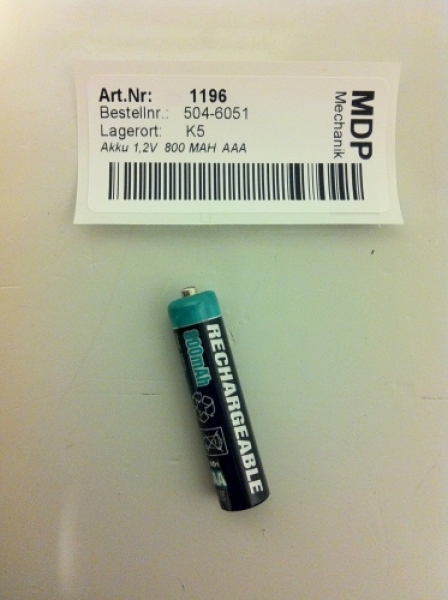 Art.Nr: 1196
Bestellnr.: 504-6051
Lagerort: K5
Akku 1,2V 800 MAH AAA
MDP
Mechanik
RECHARGEABLE
800mAh